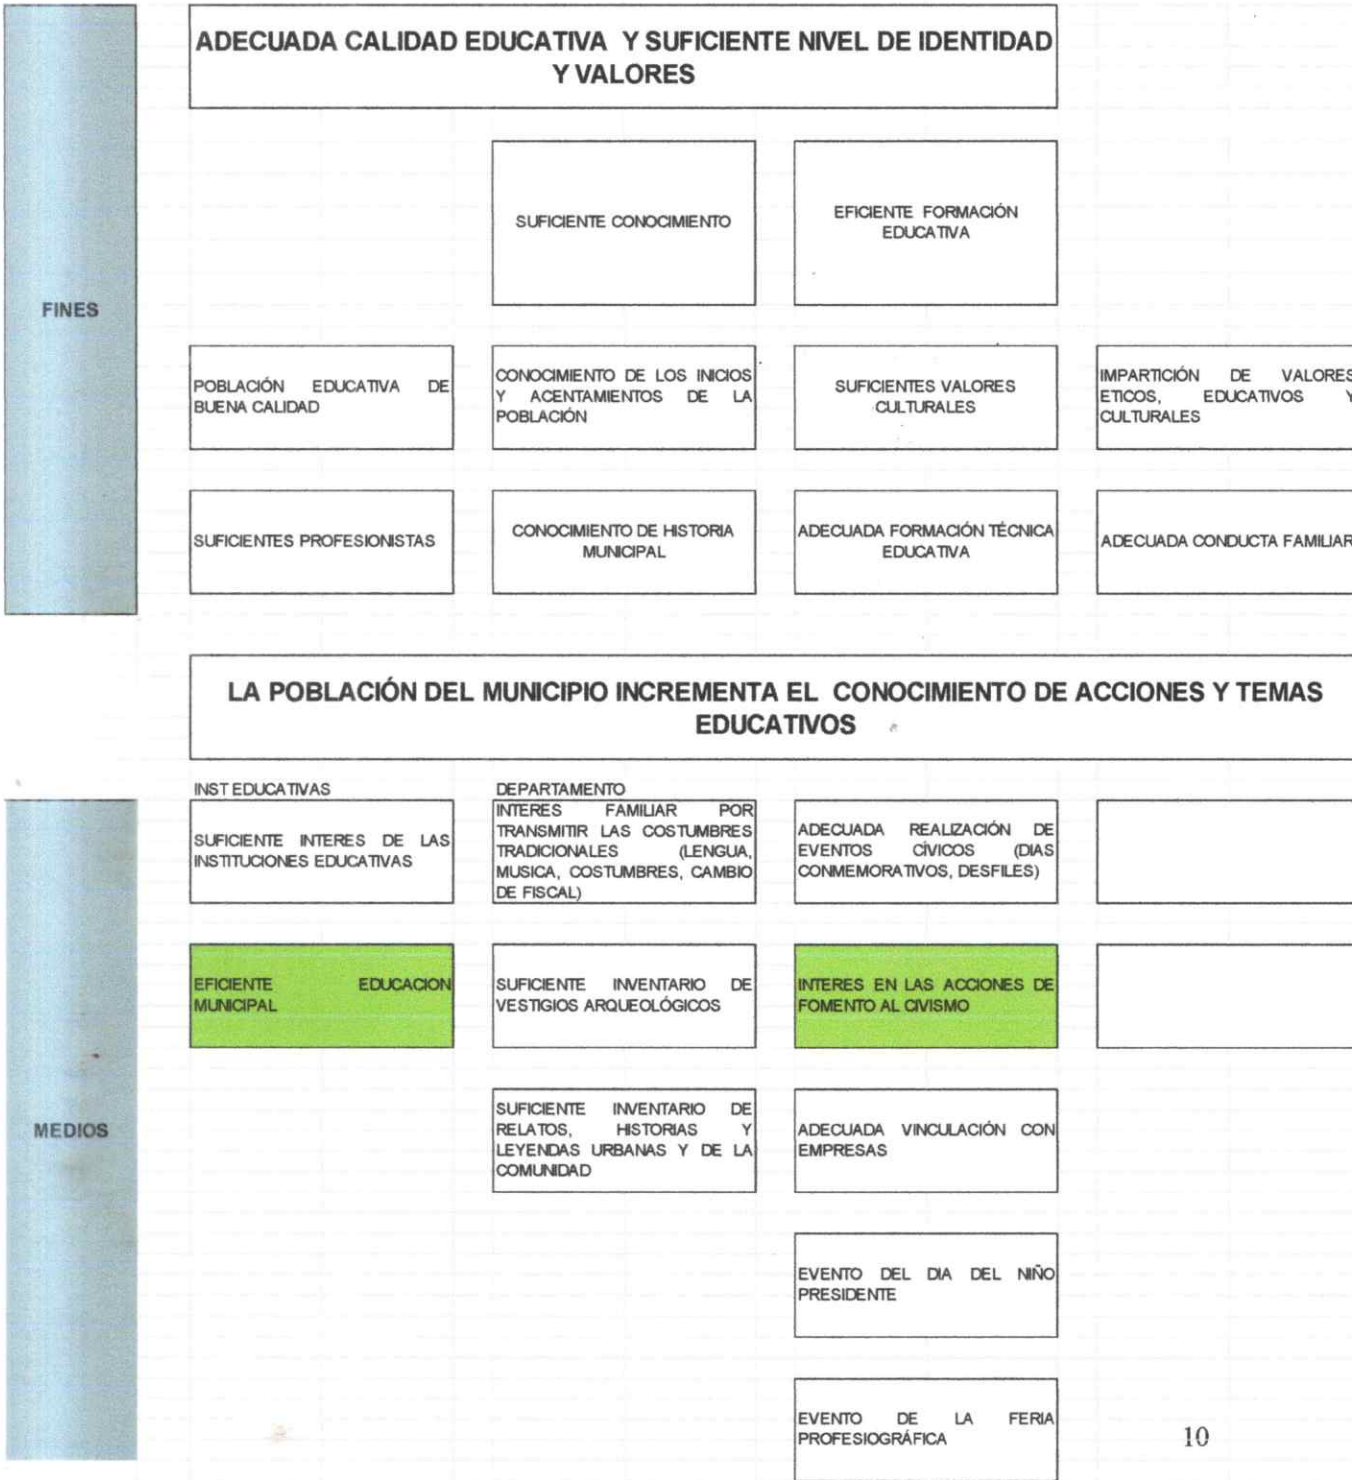 ADECUADA CALIDAD EDUCATIVA Y SUFICIENTE NIVEL DE IDENTIDAD
Y VALORES
SUFICIENTE CONOCIMIENTO
EFICIENTE FORMACIÓN
EDUCATIVA
FINES
POBLACIÓN EDUCATIVA DE
BUENA CALIDAD
CONOCIMIENTO DE LOS INICIOS
Y ACENTAMIENTOS DE LA
POBLACIÓN
SUFICIENTES VALORES
CULTURALES
IMPARTICIÓN DE VALORES
ETICOS, EDUCATIVOS Y
CULTURALES
SUFICIENTES PROFESIONISTAS
CONOCIMIENTO DE HISTORIA
MUNICIPAL
ADECUADA FORMACIÓN TÉCNICA
EDUCATIVA
ADECUADA CONDUCTA FAMILIAR
LA POBLACIÓN DEL MUNICIPIO INCREMENTA EL CONOCIMIENTO DE ACCIONES Y TEMAS
EDUCATIVOS
INST EDUCATIVAS
SUFICIENTE INTERES DE LAS
INSTITUCIONES EDUCATIVAS
DEPARTAMENTO
INTERES FAMILIAR POR
TRANSMITIR LAS COSTUMBRES
TRADICIONALES (LENGUA,
MUSICA, COSTUMBRES, CAMBIO
DE FISCAL)
ADECUADA REALIZACIÓN DE
EVENTOS CÍVICOS (DIAS
CONMEMORATIVOS, DESFILES)
EFICIENTE EDUCACION
MUNICIPAL
SUFICIENTE INVENTARIO DE
VESTIGIOS ARQUEOLÓGICOS
INTERES EN LAS ACCIONES DE
FOMENTO AL CIVISMO
MEDIOS
SUFICIENTE INVENTARIO DE
RELATOS, HISTORIAS Y
LEYENDAS URBANAS Y DE LA
COMUNIDAD
ADECUADA VINCULACIÓN CON
EMPRESAS
EVENTO DEL DIA DEL NIÑO
PRESIDENTE
EVENTO DE LA FERIA
PROFESIOGRÁFICA
10